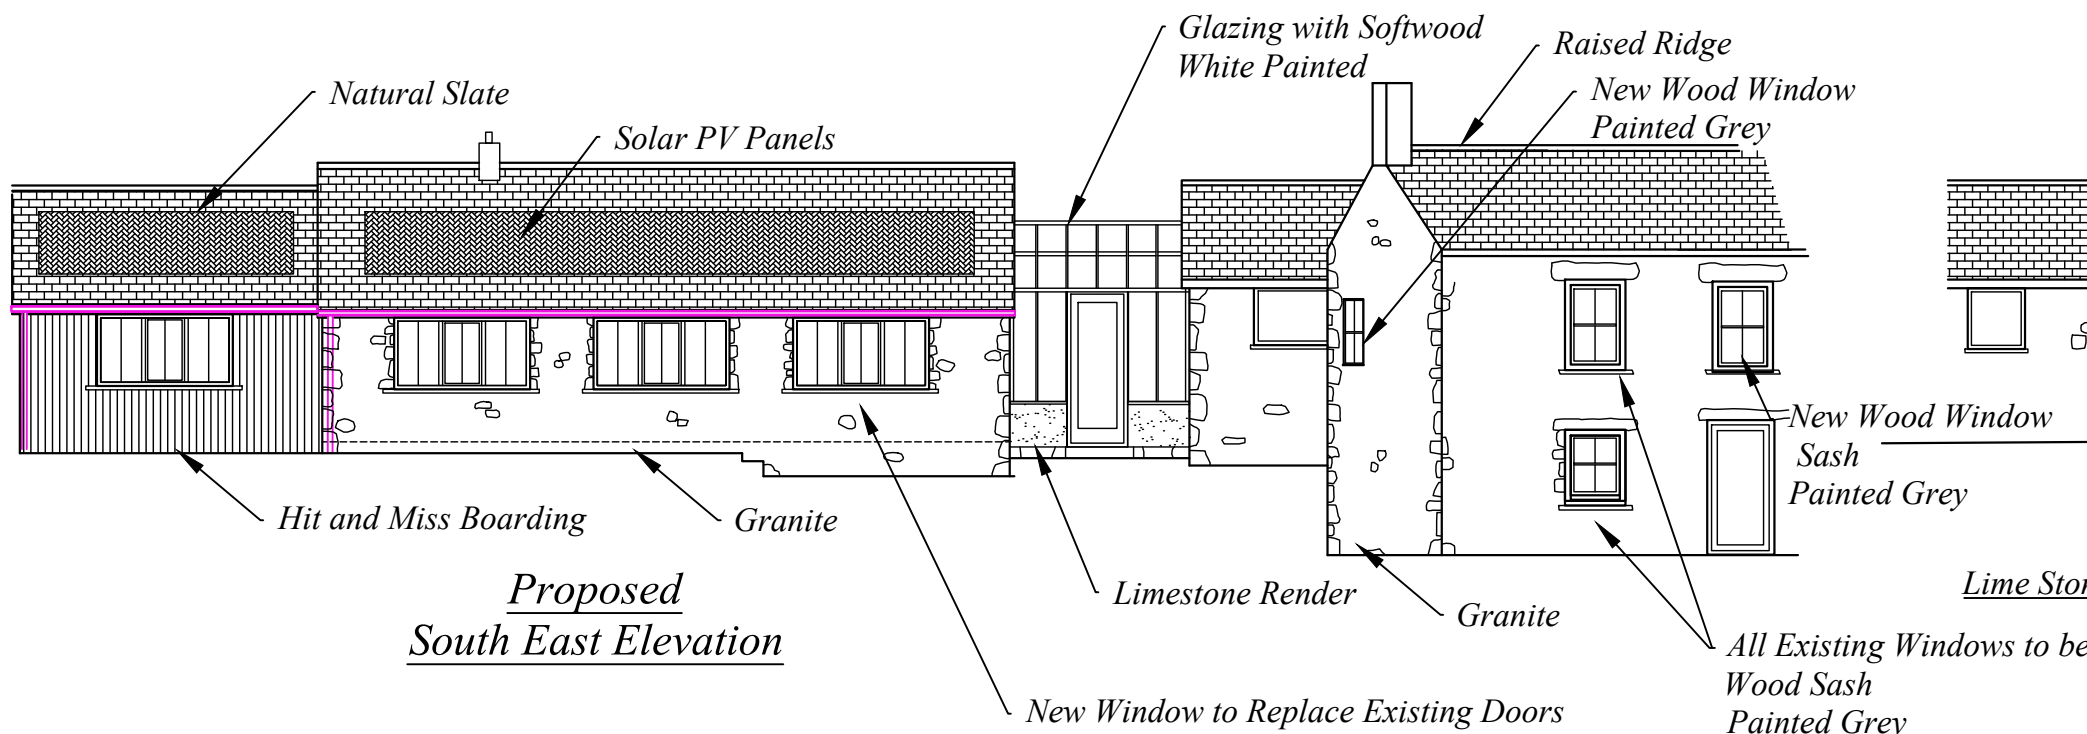 Glazing with Softwood
White Painted
Raised Ridge
New Wood Window
Painted Grey
Natural Slate
Solar PV Panels
New Wood Window
Sash
Painted Grey
Hit and Miss Boarding
Granite
Proposed
South East Elevation
Limestone Render
Granite
Lime
All Existing Windows to be
Wood Sash
Painted Grey
New Window to Replace Existing Doors